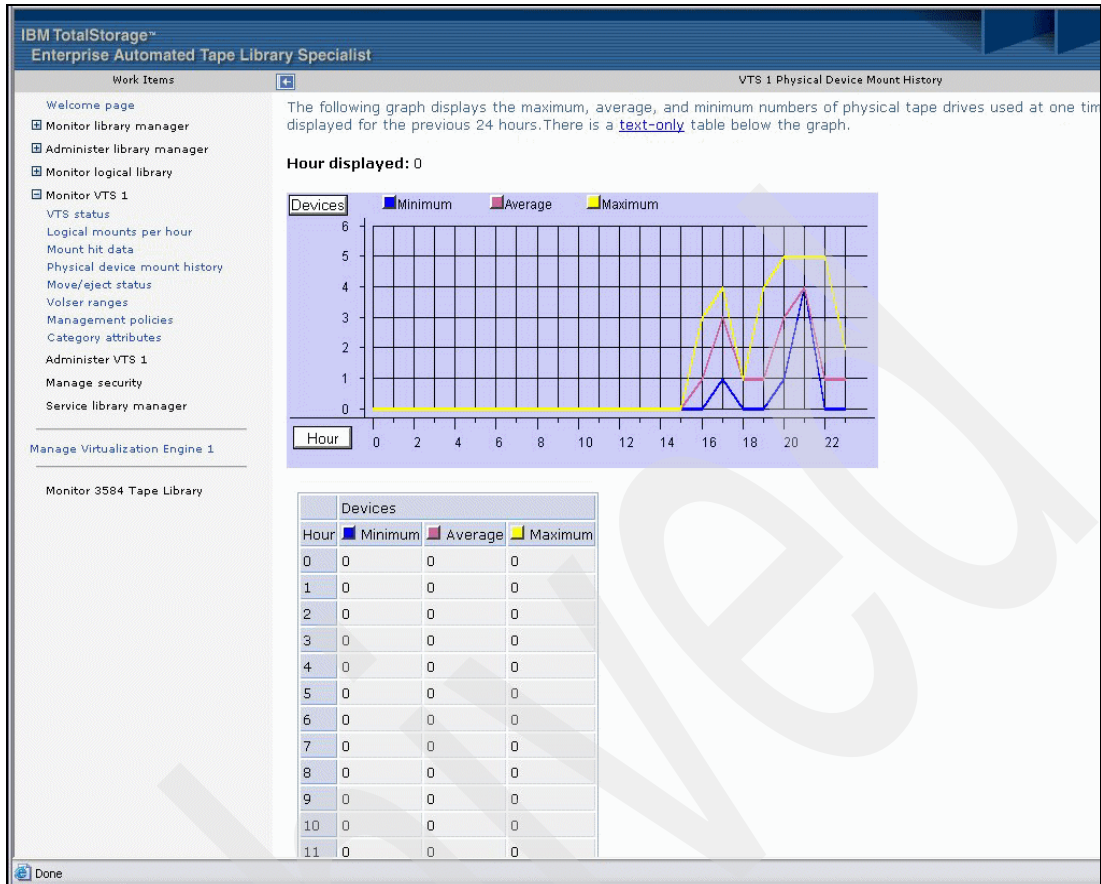 IBM TotalStorage™
Enterprise Automated Tape Library Specialist
Work Items
VTS 1 Physical Device Mount History
Welcome page
Monitor library manager
Administer library manager
Monitor logical library
Monitor VTS 1
VTS status
Logical mounts per hour
Mount hit data
Physical device mount history
Move/eject status
Volser ranges
Management policies
Category attributes
Administer VTS 1
Manage security
Service library manager
Manage Virtualization Engine 1
Monitor 3584 Tape Library
The following graph displays the maximum, average, and minimum numbers of physical tape drives used at one tim
displayed for the previous 24 hours.There is a text-only table below the graph.
Hour displayed: 0
Devices Minimum Average Maximum
6
5
4
3
2
1
0
Hour 0 2 4 6 8 10 12 14 16 18 20 22
Devices
Hour Minimum Average Maximum
0 0 0 0
1 0 0 0
2 0 0 0
3 0 0 0
4 0 0 0
5 0 0 0
6 0 0 0
7 0 0 0
8 0 0 0
9 0 0 0
10 0 0 0
11 0 0 0
Done